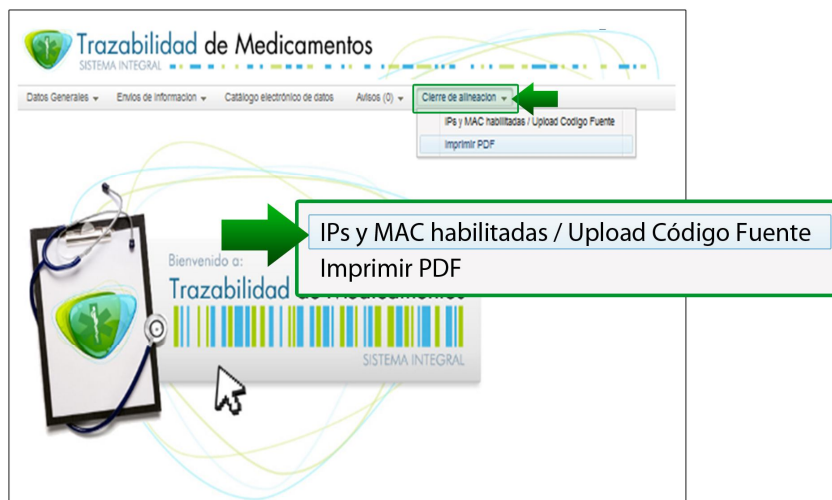 Trazabilidad de Medicamentos
SISTEMA INTEGRAL
Datos Generales Envios de Informacion Catálogo electrónico de datos Avisos (0) Cierre de alineacion
IPs y MAC habilitadas / Upload Codigo Fuente
Imprimir PDF
IPs y MAC habilitadas / Upload Código Fuente
Imprimir PDF
Bienvenido a:
Trazabilidad de Medicamentos
SISTEMA INTEGRAL